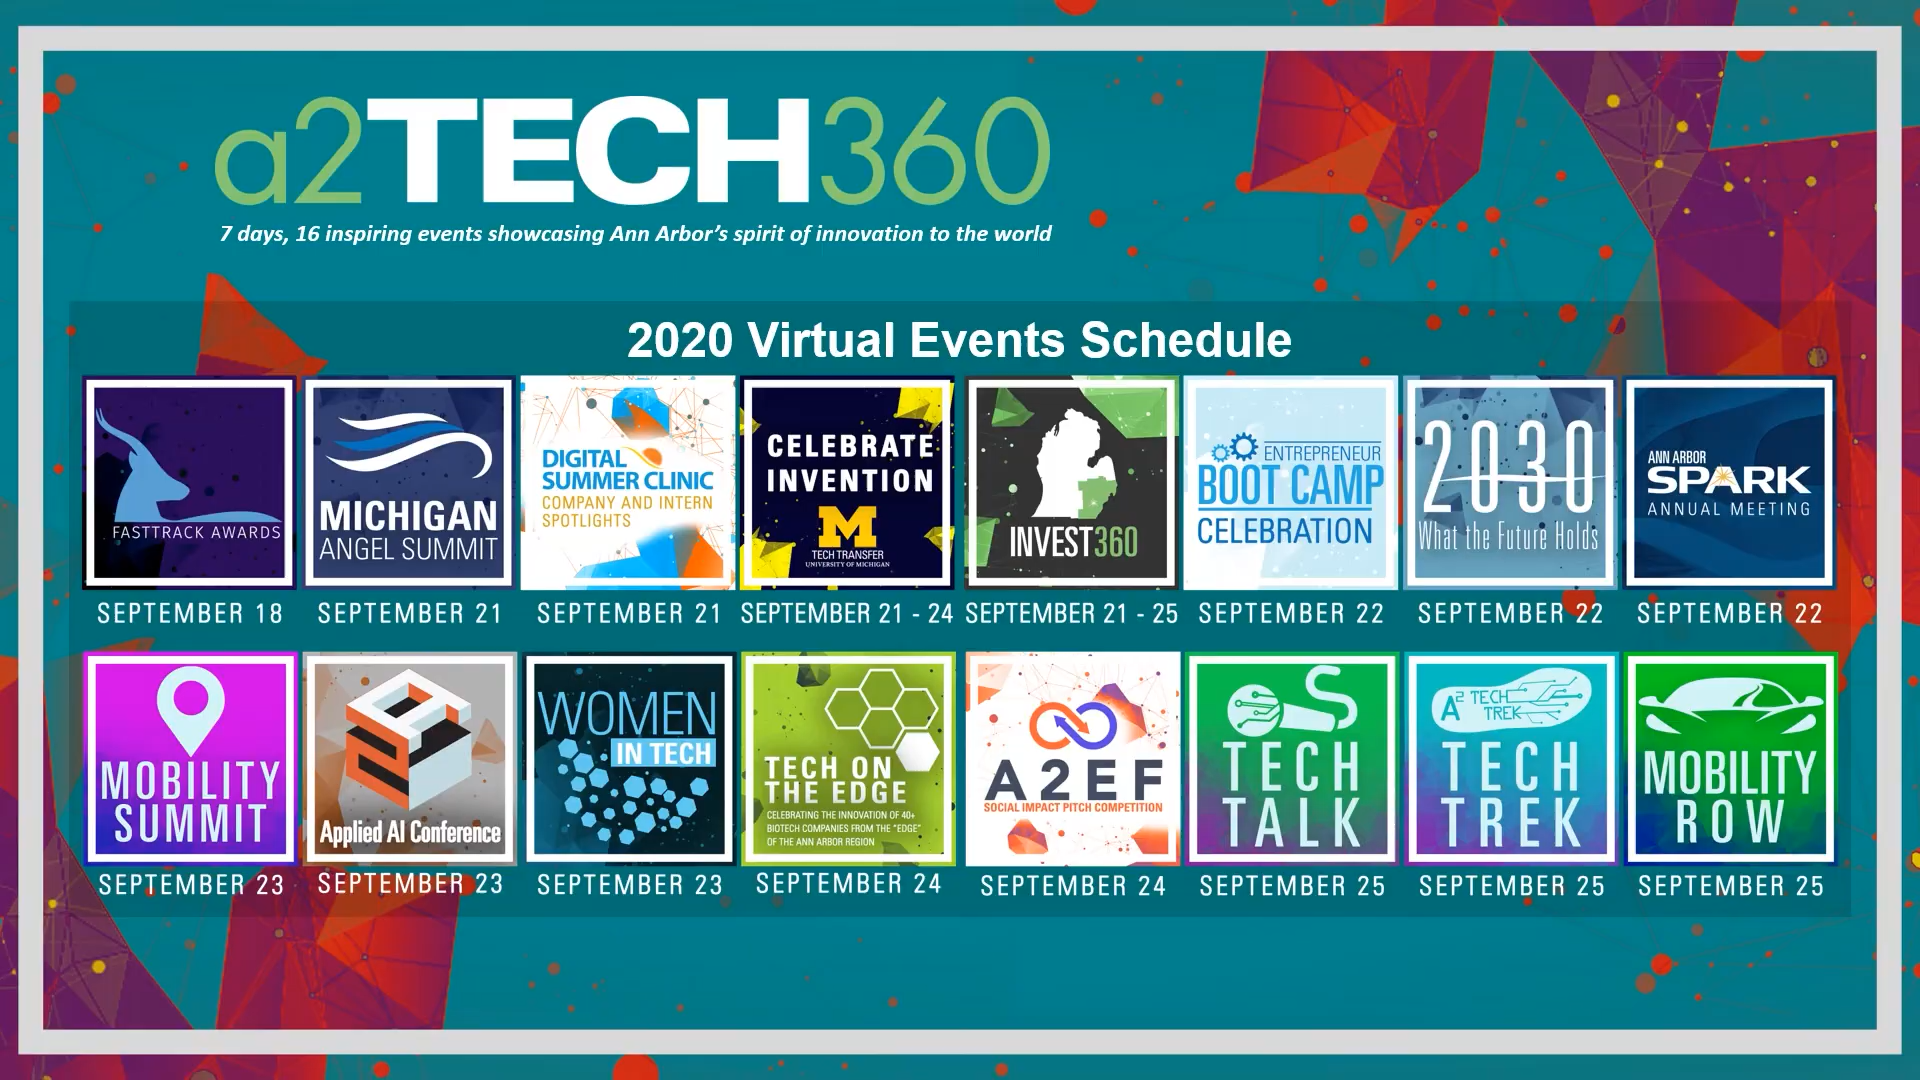 a2TECH360
7 days, 16 inspiring events showcasing Ann Arbor's spirit of innovation to the world
2020 Virtual Events Schedule
FASTTRACK AWARDS
SEPTEMBER 18
MICHIGAN
ANGEL SUMMIT
SEPTEMBER 21
DIGITAL
SUMMER CLINIC
COMPANY AND INTERN
SPOTLIGHTS
SEPTEMBER 21
CELEBRATE
INVENTION
M
TECH TRANSFER
UNIVERSITY OF MICHIGAN
SEPTEMBER 21 - 24
INVEST360
SEPTEMBER 21 - 25
ENTREPRENEUR
BOOT CAMP
CELEBRATION
SEPTEMBER 22
2030
What the Future Holds
SEPTEMBER 22
ANN ARBOR
SPARK
ANNUAL MEETING
SEPTEMBER 22
MOBILITY
SUMMIT
SEPTEMBER 23
A2
Applied AI Conference
SEPTEMBER 23
WOMEN
IN TECH
SEPTEMBER 23
TECH ON
THE EDGE
CELEBRATING THE INNOVATION OF 40+
BIOTECH COMPANIES FROM THE "EDGE"
OF THE ANN ARBOR REGION
SEPTEMBER 24
A2EF
SOCIAL IMPACT PITCH COMPETITION
SEPTEMBER 24
TECH
TALK
SEPTEMBER 25
A² TECH
TREK
TECH
TREK
SEPTEMBER 25
MOBILITY
ROW
SEPTEMBER 25